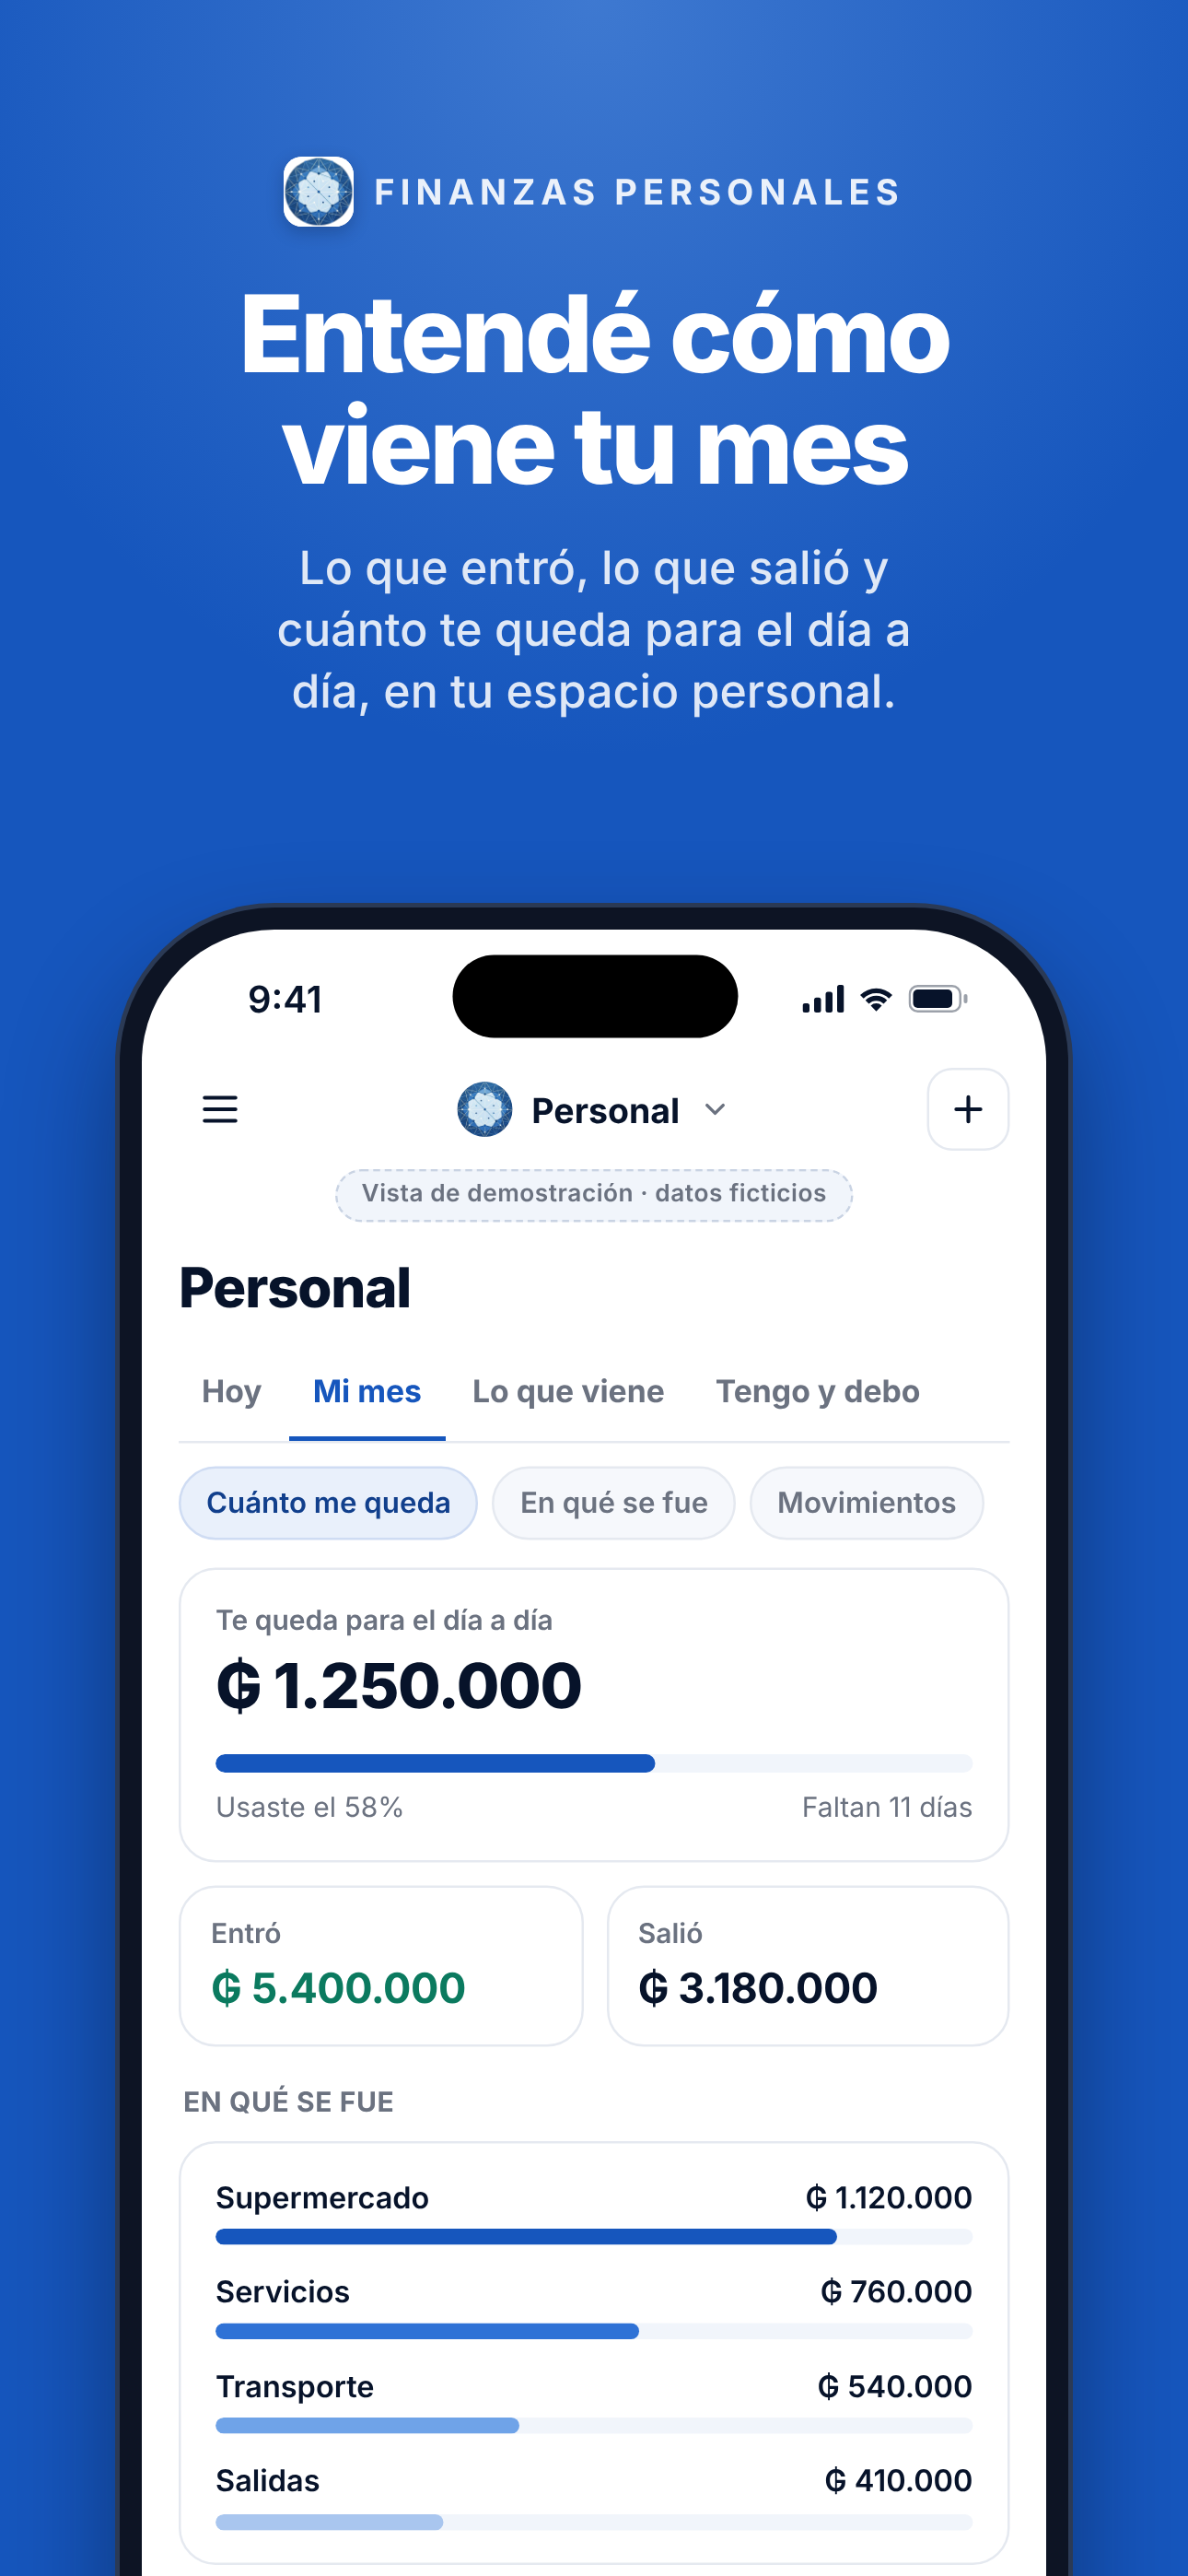 FINANZAS PERSONALES
Entendé cómo
viene tu mes
Lo que entró, lo que salió y
cuánto te queda para el día a
día, en tu espacio personal.
9:41
Personal
Vista de demostración · datos ficticios
Personal
Hoy Mi mes Lo que viene Tengo y debo
Cuánto me queda En qué se fue Movimientos
Te queda para el día a día
₲ 1.250.000
Usaste el 58% Faltan 11 días
Entró Salió
₲ 5.400.000 ₲ 3.180.000
EN QUÉ SE FUE
Supermercado ₲ 1.120.000
Servicios ₲ 760.000
Transporte ₲ 540.000
Salidas ₲ 410.000